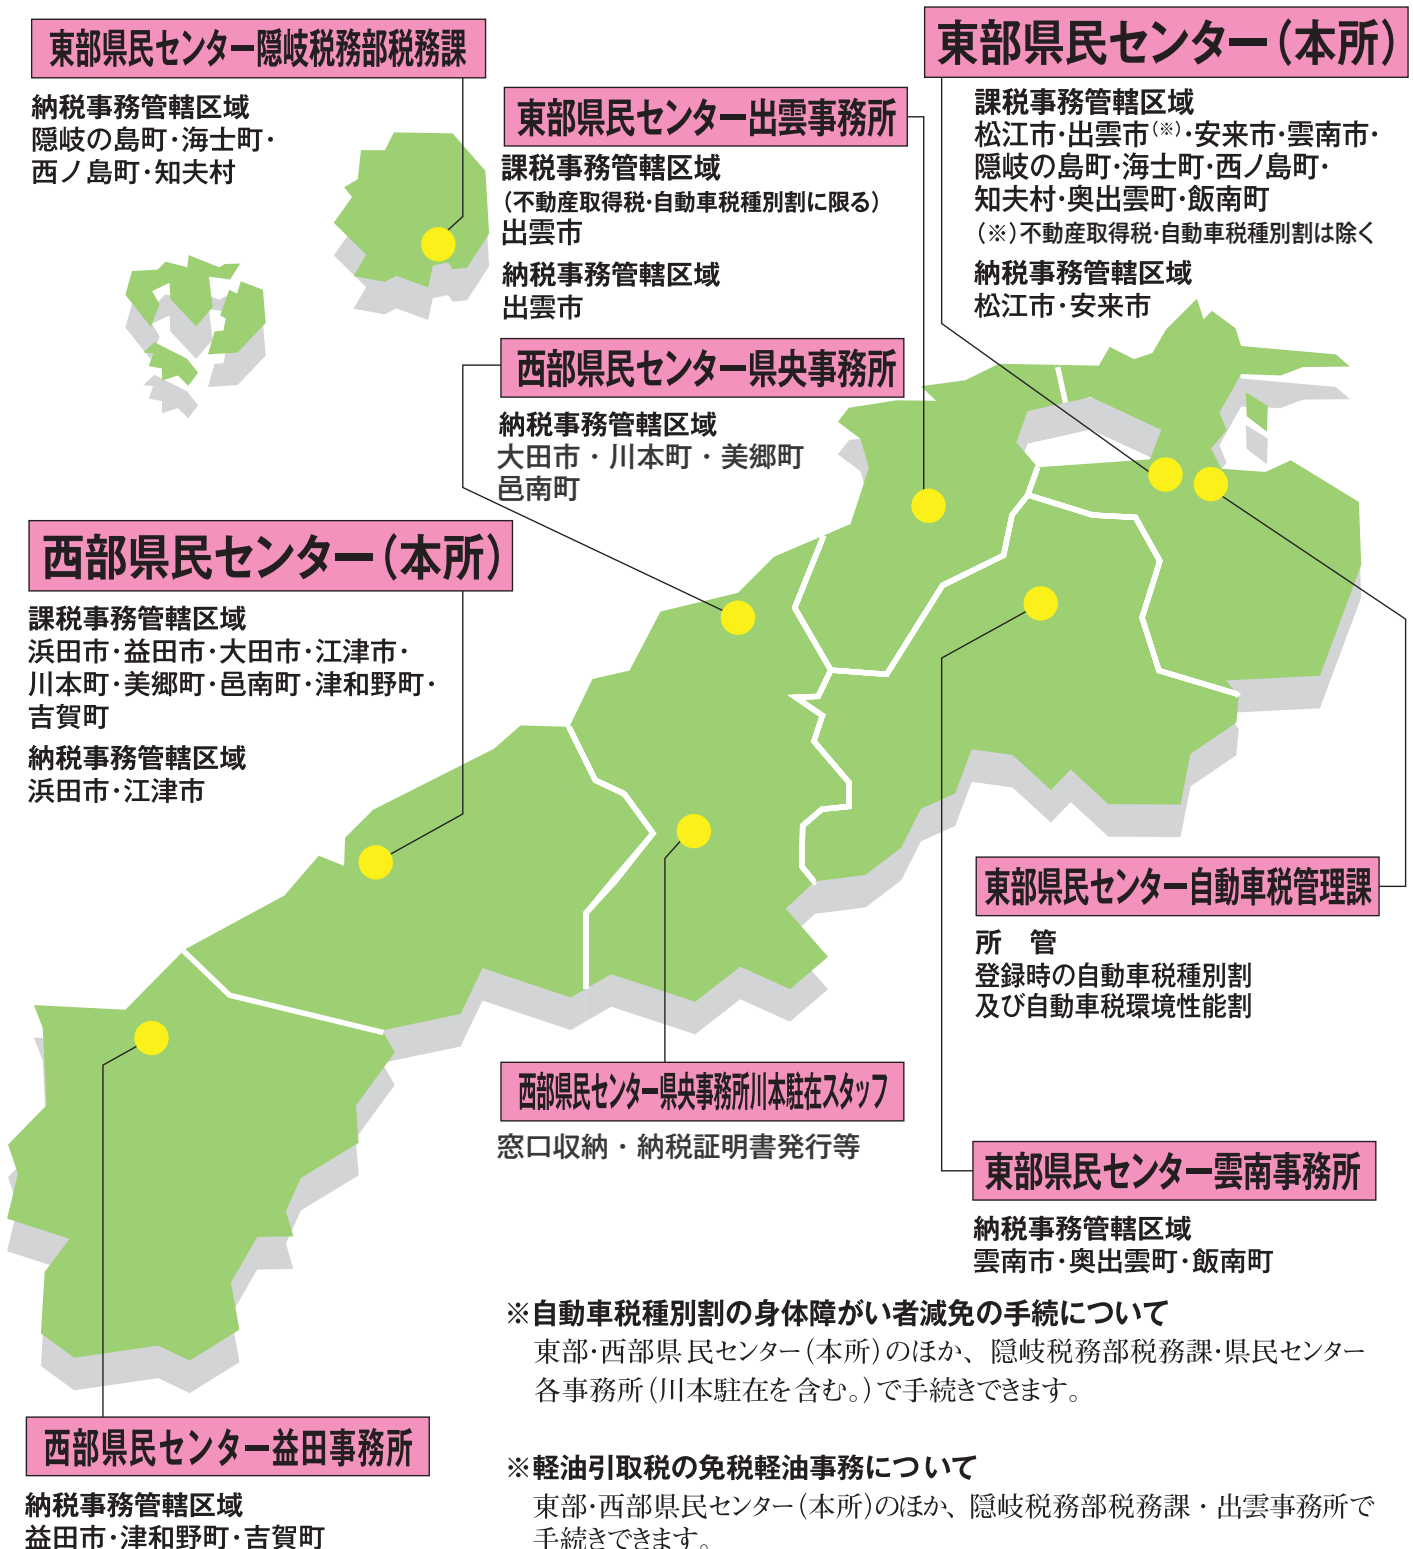 東部県民センター隠岐税務部税務課
納税事務管轄区域
隠岐の島町･海士町･
西ノ島町･知夫村
東部県民センター出雲事務所
課税事務管轄区域
（不動産取得税･自動車税種別割に限る）
出雲市
納税事務管轄区域
出雲市
東部県民センター（本所）
課税事務管轄区域
松江市･出雲市（※）･安来市･雲南市･
隠岐の島町･海士町･西ノ島町･
知夫村･奥出雲町･飯南町
（※）不動産取得税･自動車税種別割は除く
納税事務管轄区域
松江市･安来市
西部県民センター県央事務所
納税事務管轄区域
大田市・川本町・美郷町
邑南町
西部県民センター（本所）
課税事務管轄区域
浜田市･益田市･大田市･江津市･
川本町･美郷町･邑南町･津和野町･
吉賀町
納税事務管轄区域
浜田市･江津市
東部県民センター自動車税管理課
所　管
登録時の自動車税種別割
及び自動車税環境性能割
西部県民センター県央事務所川本駐在スタッフ
窓口収納・納税証明書発行等
東部県民センター雲南事務所
納税事務管轄区域
雲南市･奥出雲町･飯南町
西部県民センター益田事務所
納税事務管轄区域
益田市･津和野町･吉賀町
※自動車税種別割の身体障がい者減免の手続について
東部･西部県民センター（本所）のほか、隠岐税務部税務課･県民センター
各事務所（川本駐在を含む。）で手続きできます。
※軽油引取税の免税軽油事務について
東部･西部県民センター（本所）のほか、隠岐税務部税務課・出雲事務所で
手続きできます。